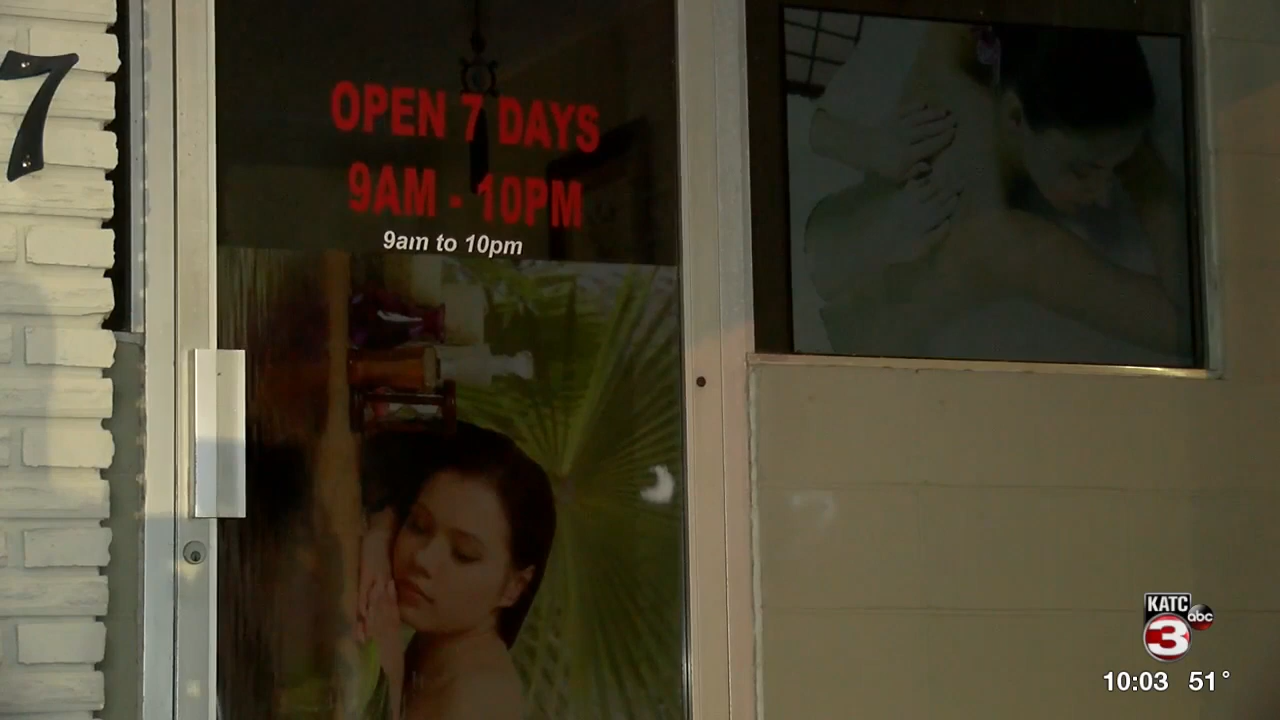 7
OPEN 7 DAYS
9AM - 10PM
9am to 10pm
KATC
abc
3
10:03 51°